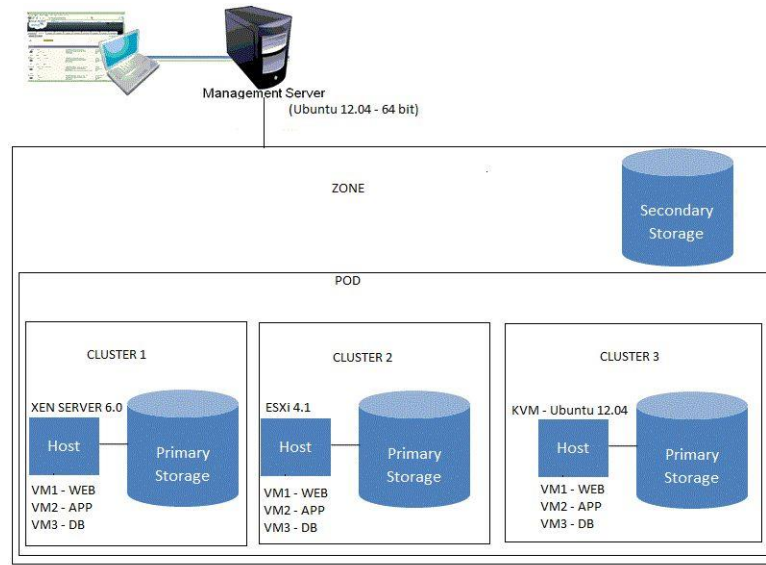 Management Server
(Ubuntu 12.04 - 64 bit)
ZONE
Secondary
Storage
POD
CLUSTER 1
XEN SERVER 6.0
Host
Primary
Storage
VM1 - WEB
VM2 - APP
VM3 - DB
CLUSTER 2
ESXi 4.1
Host
Primary
Storage
VM1 - WEB
VM2 - APP
VM3 - DB
CLUSTER 3
KVM - Ubuntu 12.04
Host
Primary
Storage
VM1 - WEB
VM2 - APP
VM3 - DB